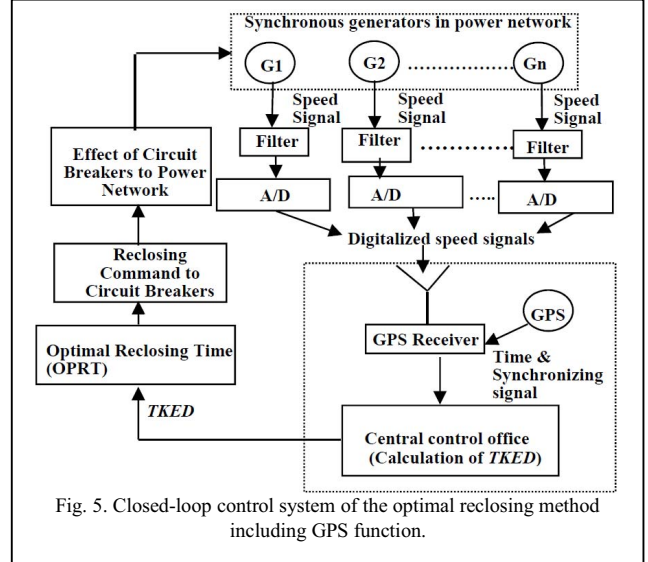 Synchronous generators in power network
G1
G2
Gn
Speed
Signal
Speed
Signal
Speed
Signal
Filter
Filter
Filter
A/D
A/D
A/D
Digitalized speed signals
Effect of Circuit
Breakers to Power
Network
Reclosing
Command to
Circuit Breakers
Optimal Reclosing Time
(OPRT)
TKED
GPS Receiver
GPS
Time &
Synchronizing
signal
Central control office
(Calculation of TKED)
Fig. 5. Closed-loop control system of the optimal reclosing method
including GPS function.